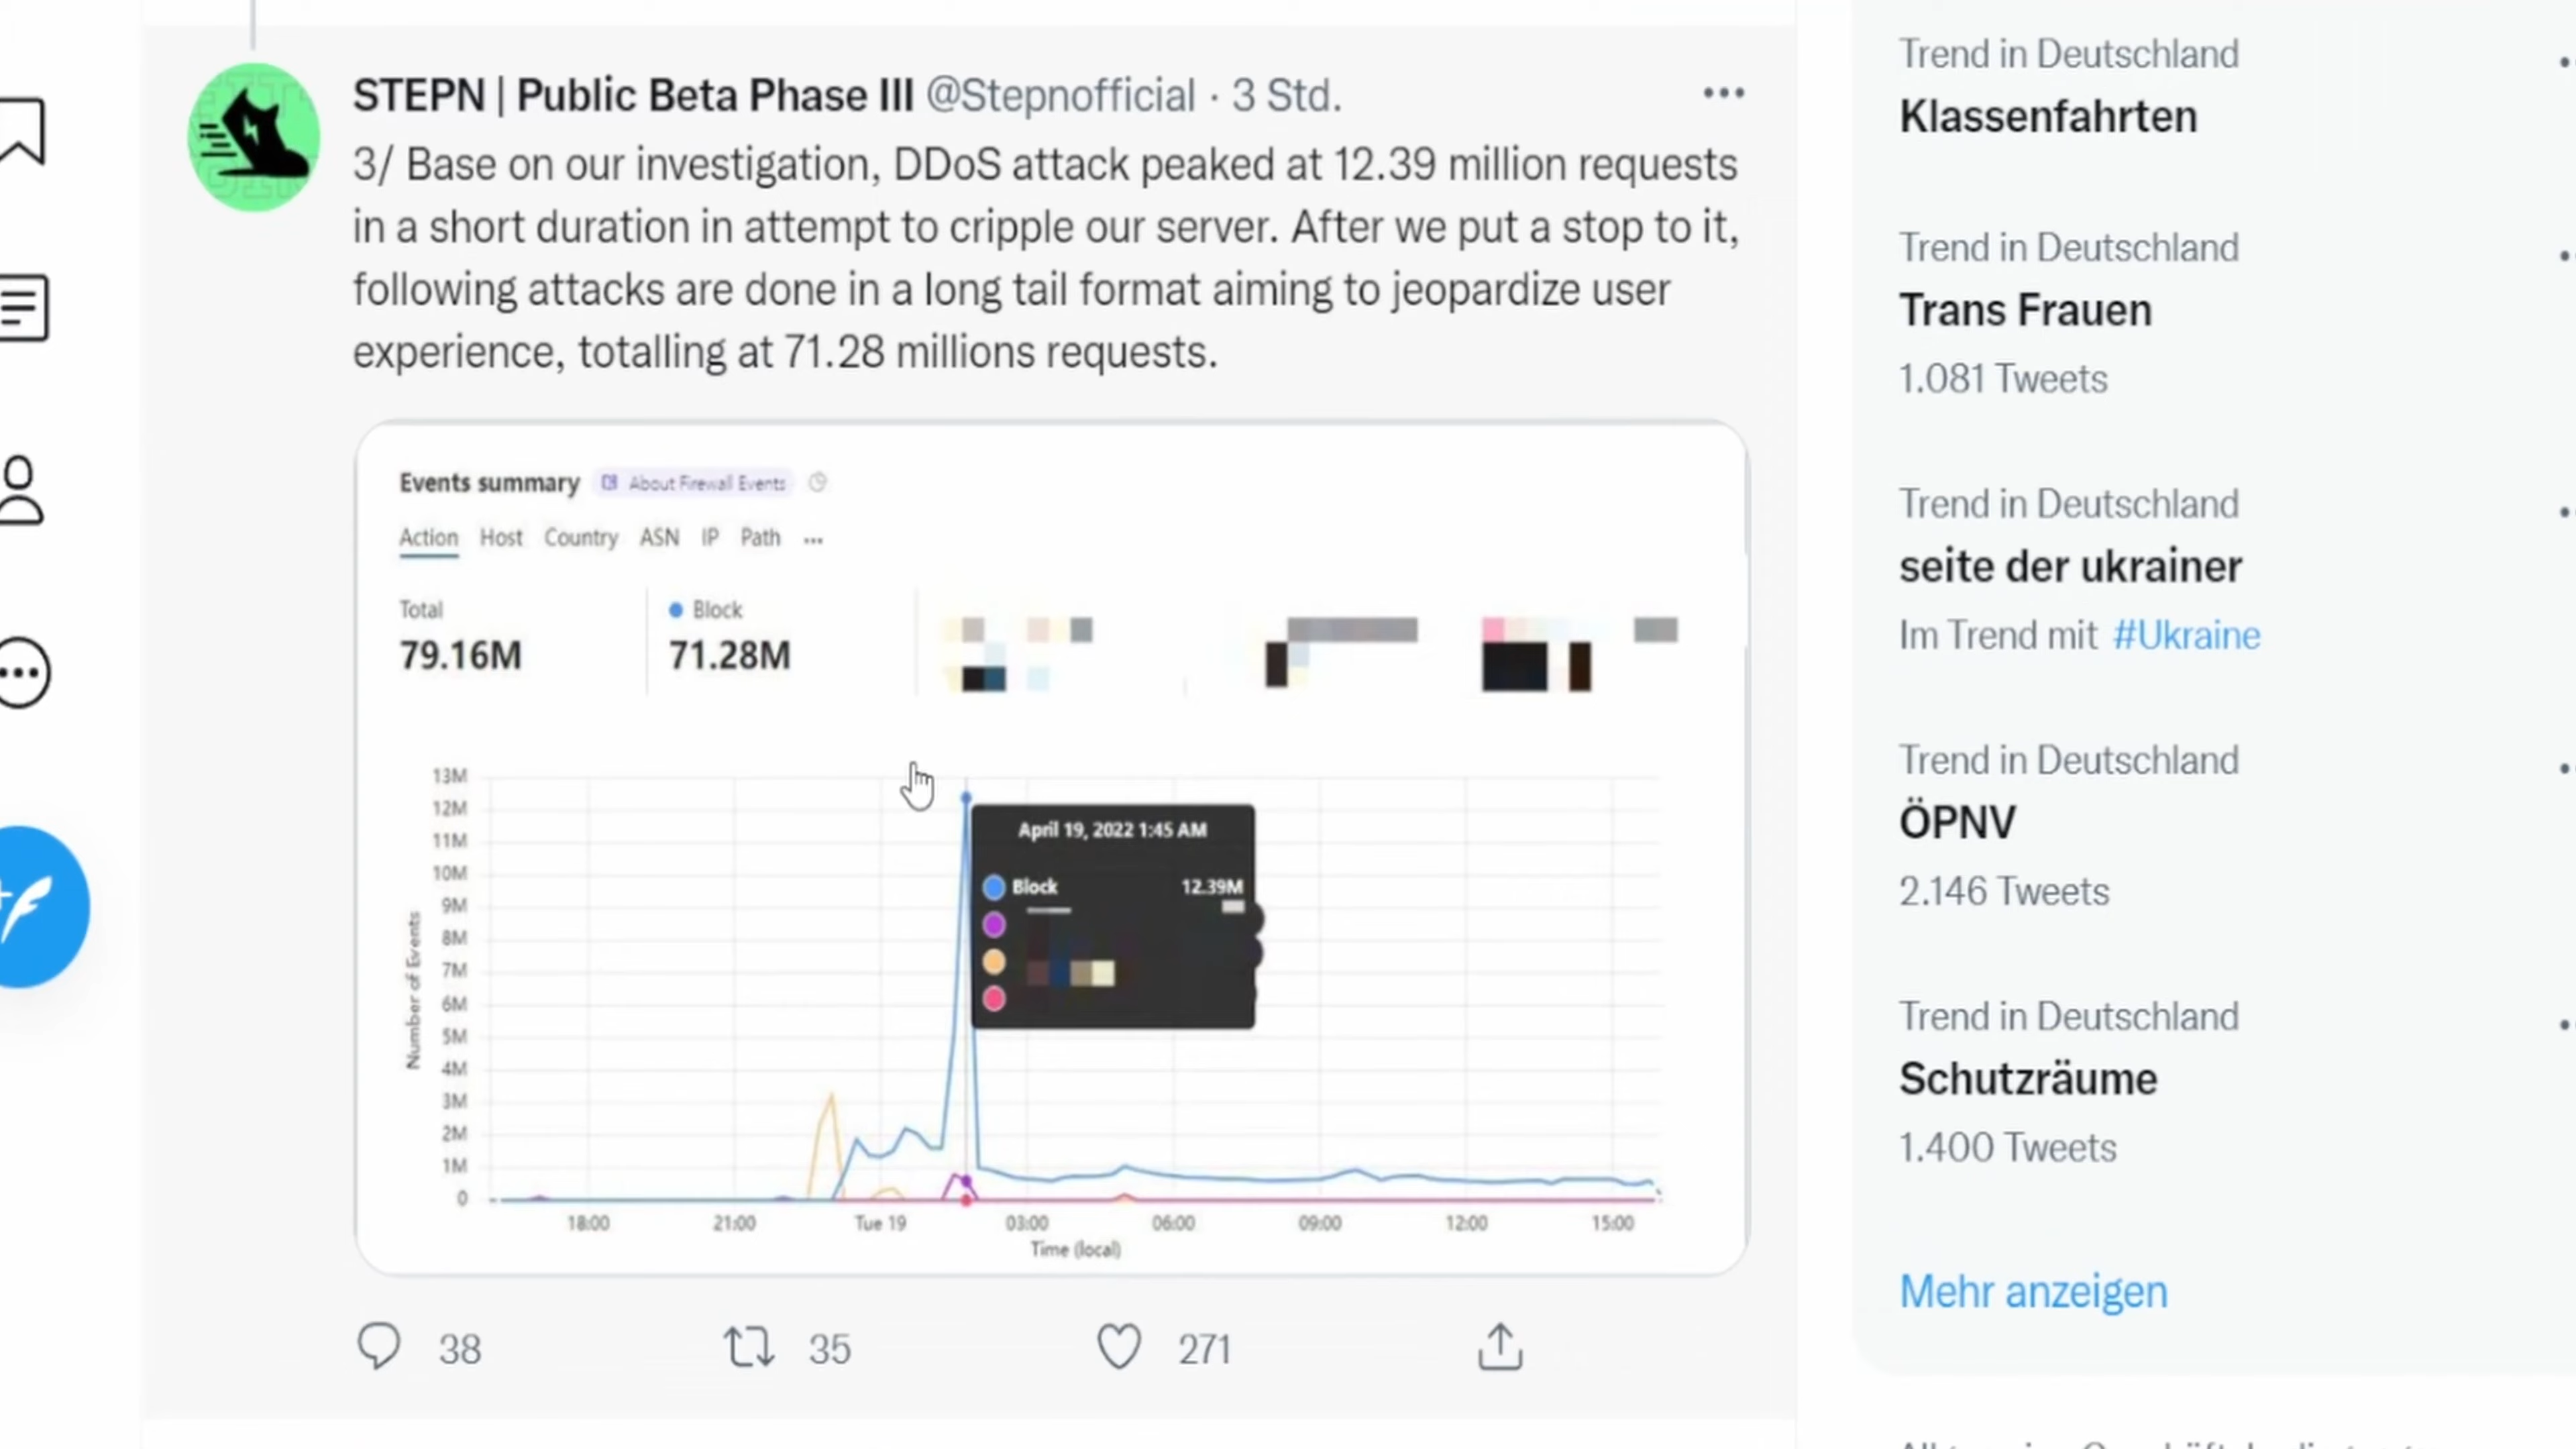 STEPN | Public Beta Phase III @Stepnofficial · 3 Std.
3/ Base on our investigation, DDoS attack peaked at 12.39 million requests
in a short duration in attempt to cripple our server. After we put a stop to it,
following attacks are done in a long tail format aiming to jeopardize user
experience, totalling at 71.28 millions requests.
Events summary About Firewall Events
Action Host Country ASN IP Path ...
Total
79.16M
Block
71.28M
Number of Events
13M
12M
11M
10M
9M
8M
7M
6M
5M
4M
3M
2M
1M
0
April 19, 2022 1:45 AM
Block 12.39M
18:00 21:00 Tue 19 03:00 06:00 09:00 12:00 15:00
Time (local)
38 35 271
Trend in Deutschland
Klassenfahrten
Trend in Deutschland
Trans Frauen
1.081 Tweets
Trend in Deutschland
seite der ukrainer
Im Trend mit #Ukraine
Trend in Deutschland
ÖPNV
2.146 Tweets
Trend in Deutschland
Schutzräume
1.400 Tweets
Mehr anzeigen